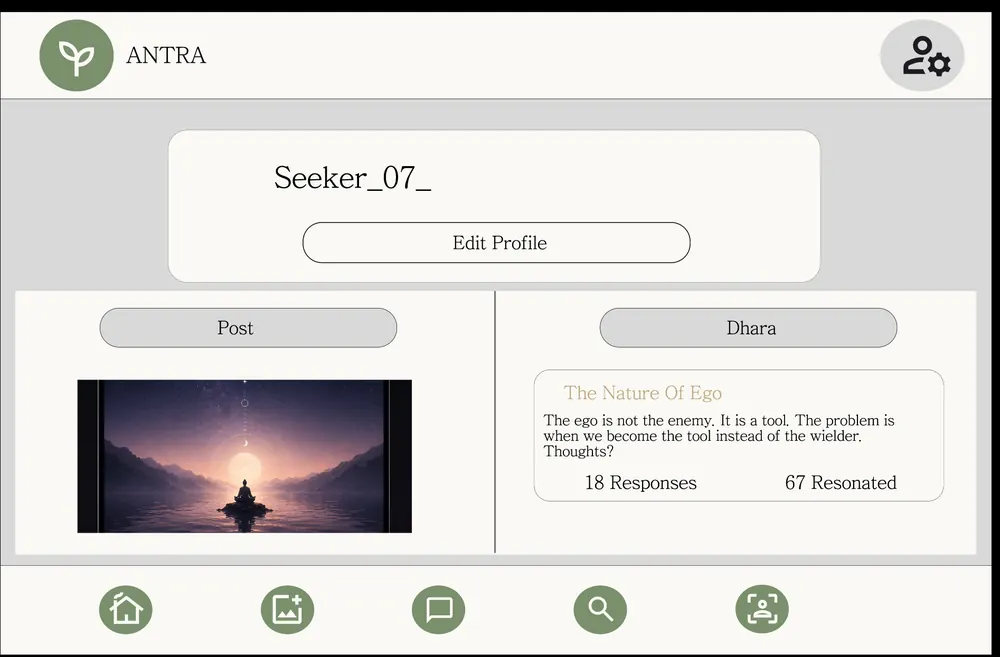 ANTRA
Seeker_07_
Edit Profile
Post
Dhara
The Nature Of Ego
The ego is not the enemy. It is a tool. The problem is
when we become the tool instead of the wielder.
Thoughts?
18 Responses
67 Resonated